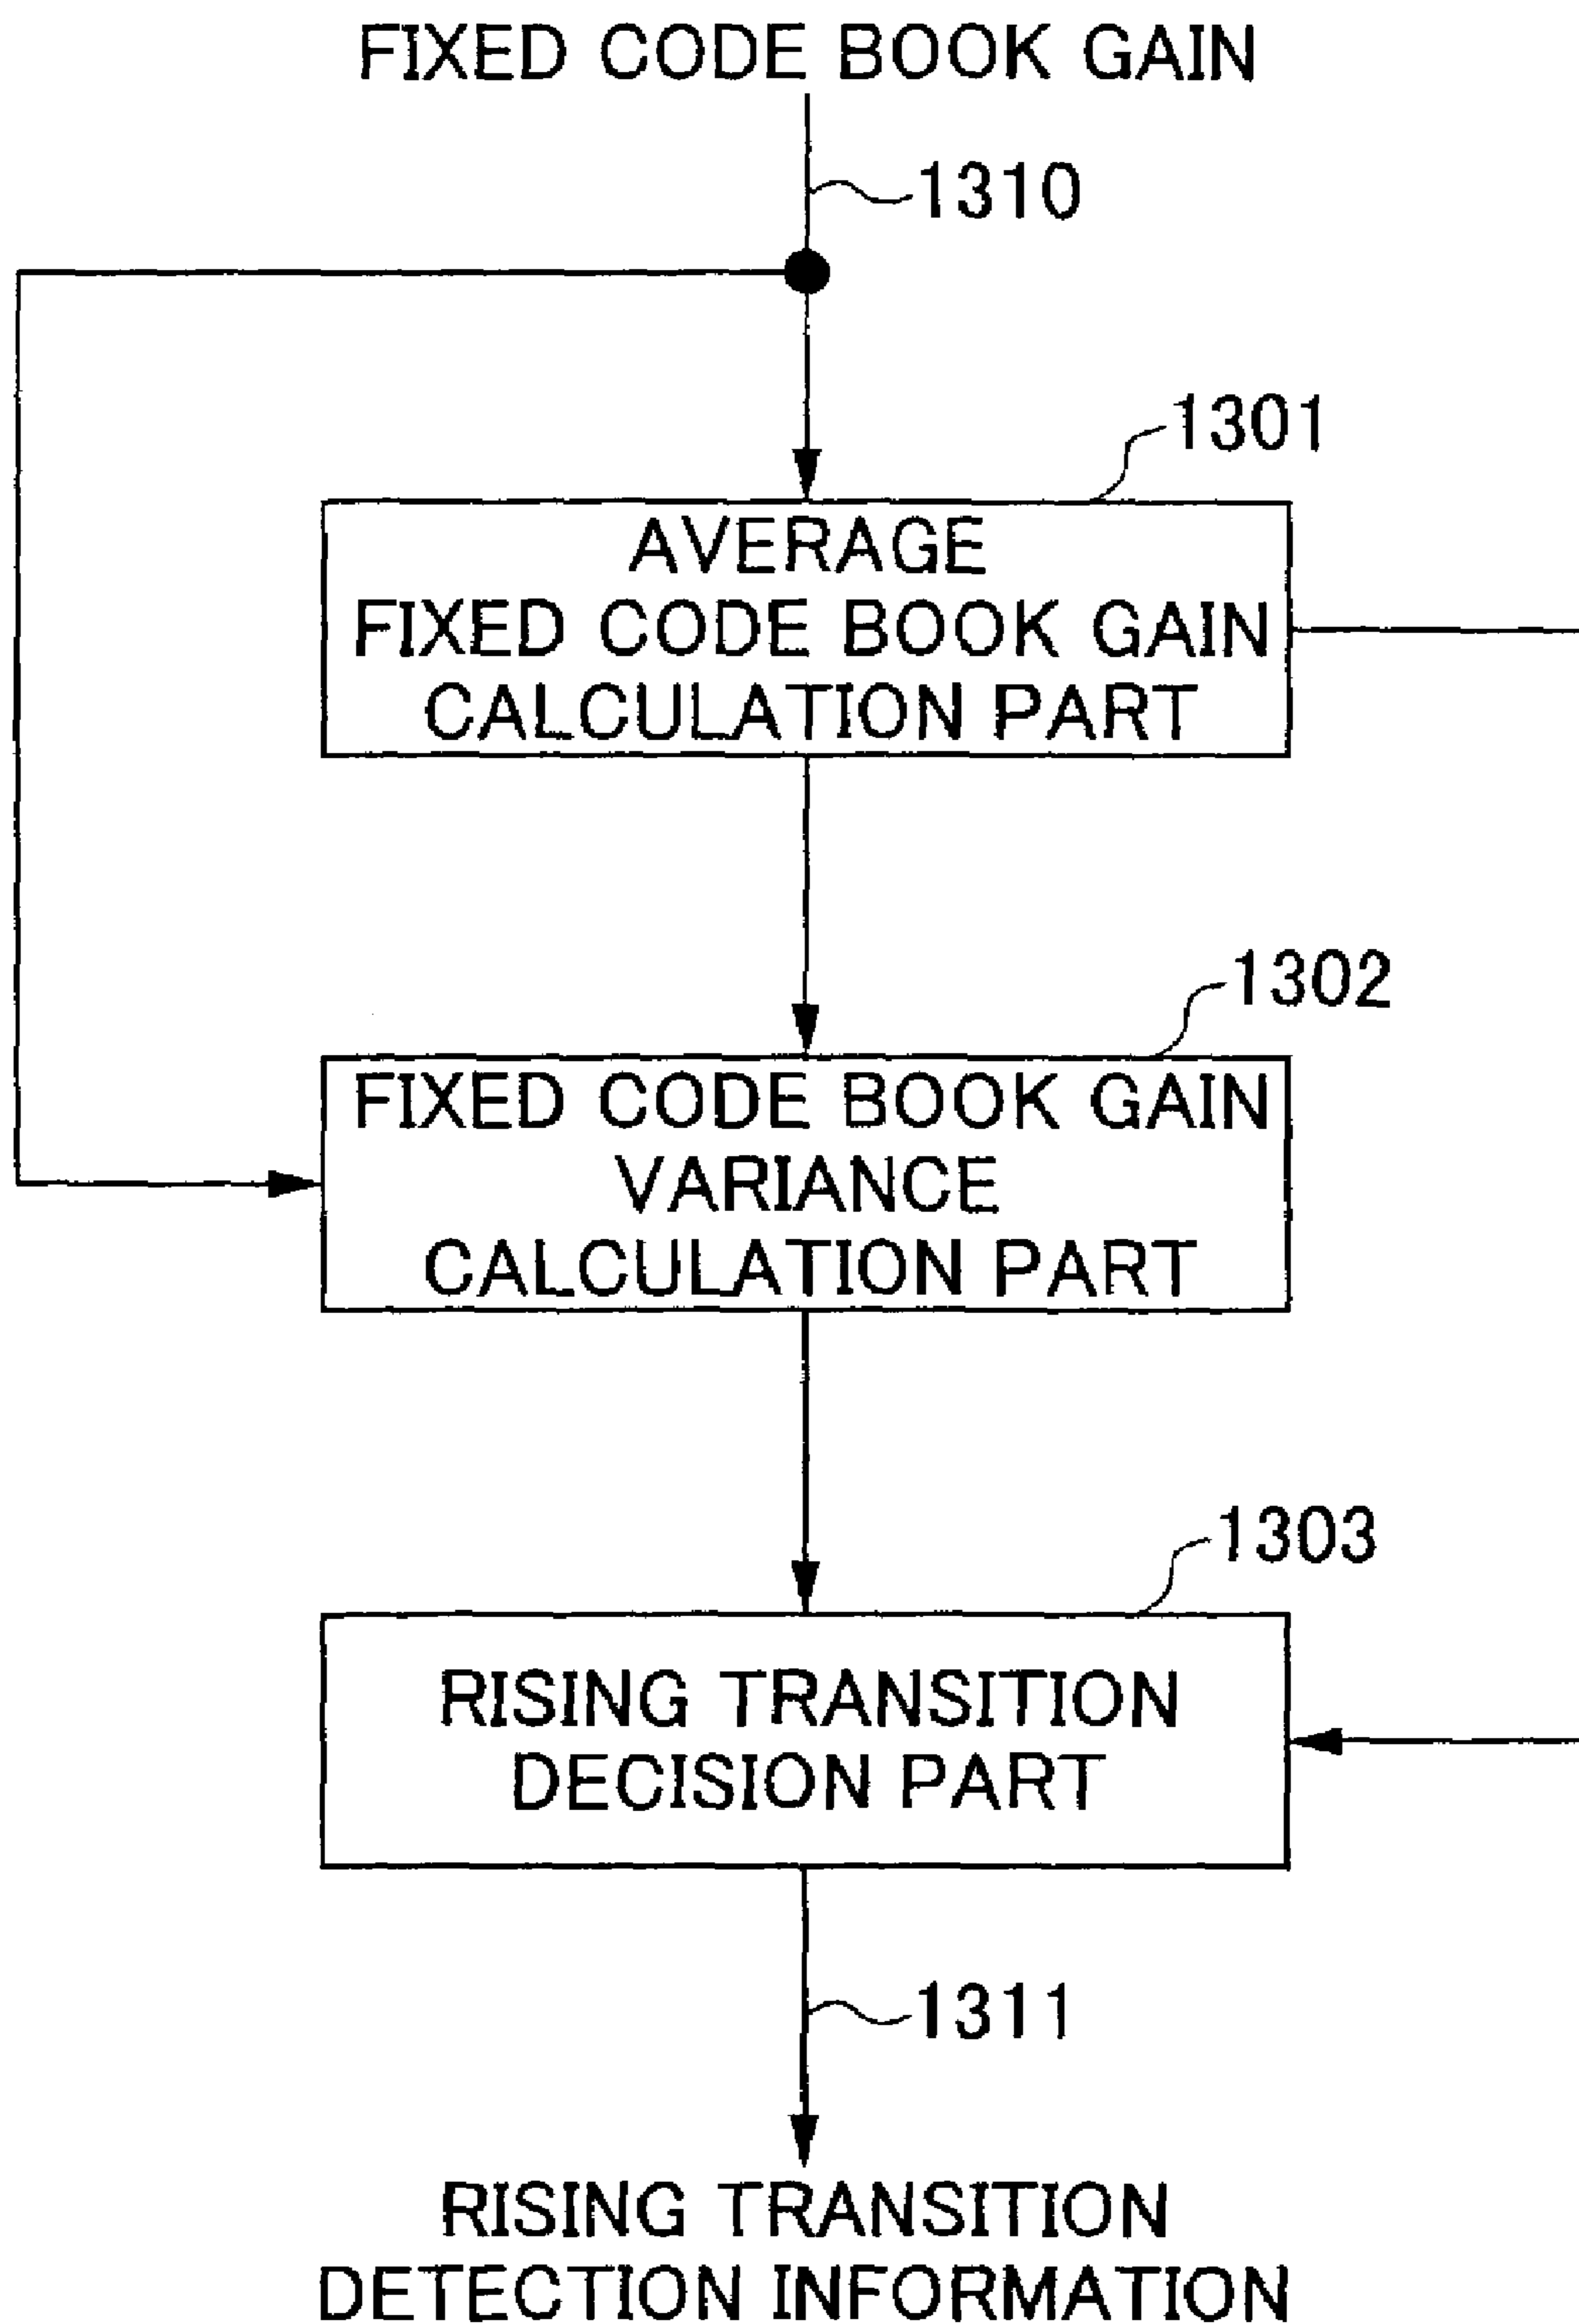 FIXED CODE BOOK GAIN
1310
1301
AVERAGE
FIXED CODE BOOK GAIN
CALCULATION PART
1302
FIXED CODE BOOK GAIN
VARIANCE
CALCULATION PART
1303
RISING TRANSITION
DECISION PART
1311
RISING TRANSITION
DETECTION INFORMATION